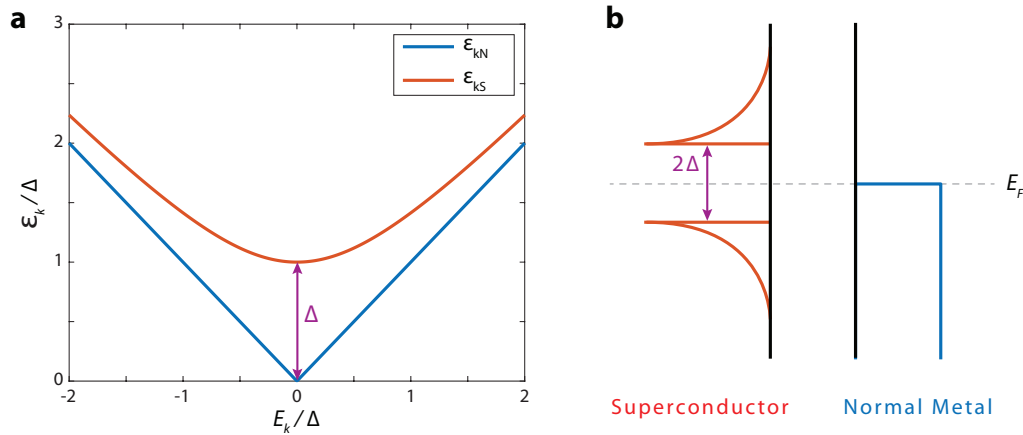 a
3
2
1
0
-2
-1
0
1
2
ε_k/Δ
E_k/Δ
ε_kN
ε_kS
Δ
b
2Δ
E_F
Superconductor
Normal Metal